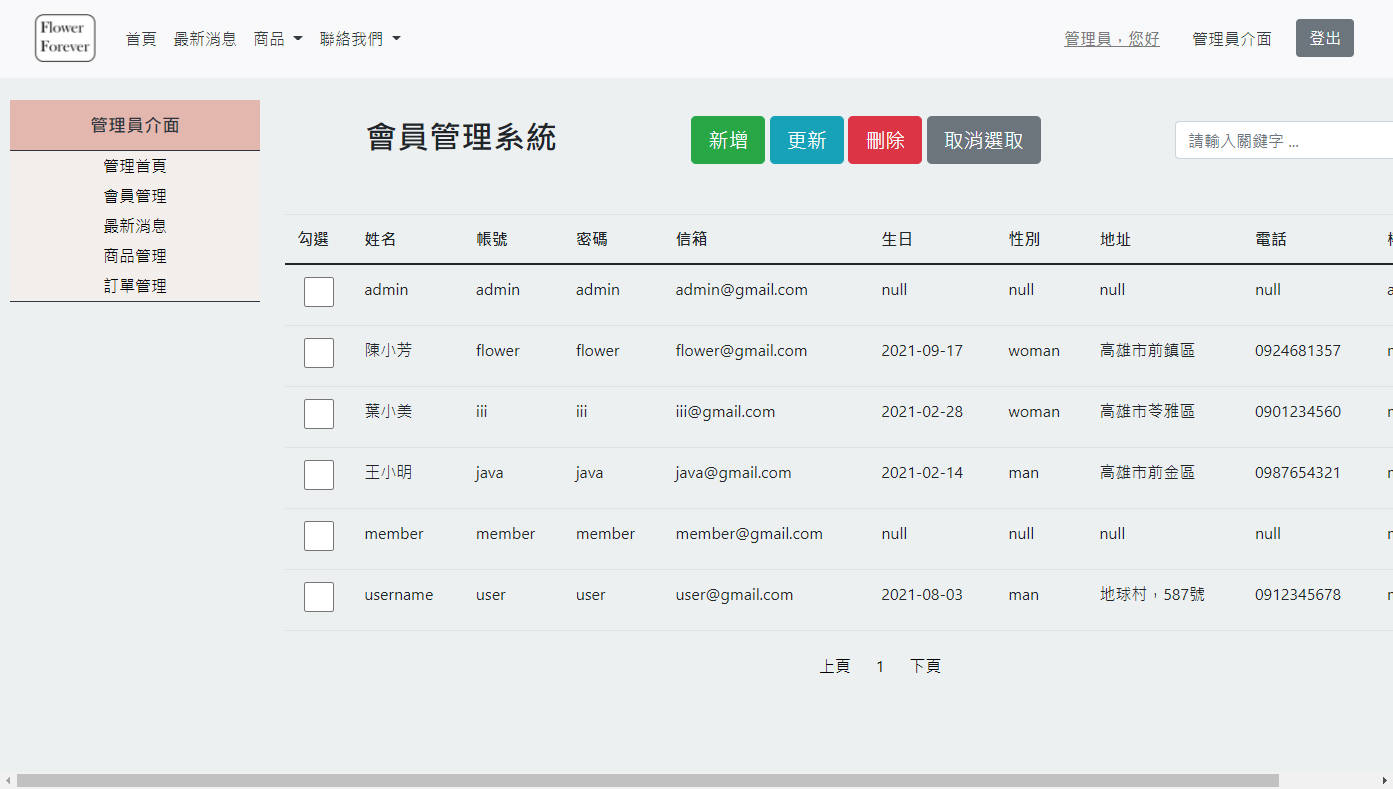 Flower
Forever
首頁 最新消息 商品 聯絡我們 管理員，您好 管理員介面 登出
管理員介面
管理首頁
會員管理
最新消息
商品管理
訂單管理
會員管理系統 新增 更新 刪除 取消選取 請輸入關鍵字 ...
勾選 姓名 帳號 密碼 信箱 生日 性別 地址 電話
admin admin admin admin@gmail.com null null null null
陳小芳 flower flower flower@gmail.com 2021-09-17 woman 高雄市前鎮區 0924681357
葉小美 iii iii iii@gmail.com 2021-02-28 woman 高雄市苓雅區 0901234560
王小明 java java java@gmail.com 2021-02-14 man 高雄市前金區 0987654321
member member member member@gmail.com null null null null
username user user user@gmail.com 2021-08-03 man 地球村，587號 0912345678
上頁 1 下頁